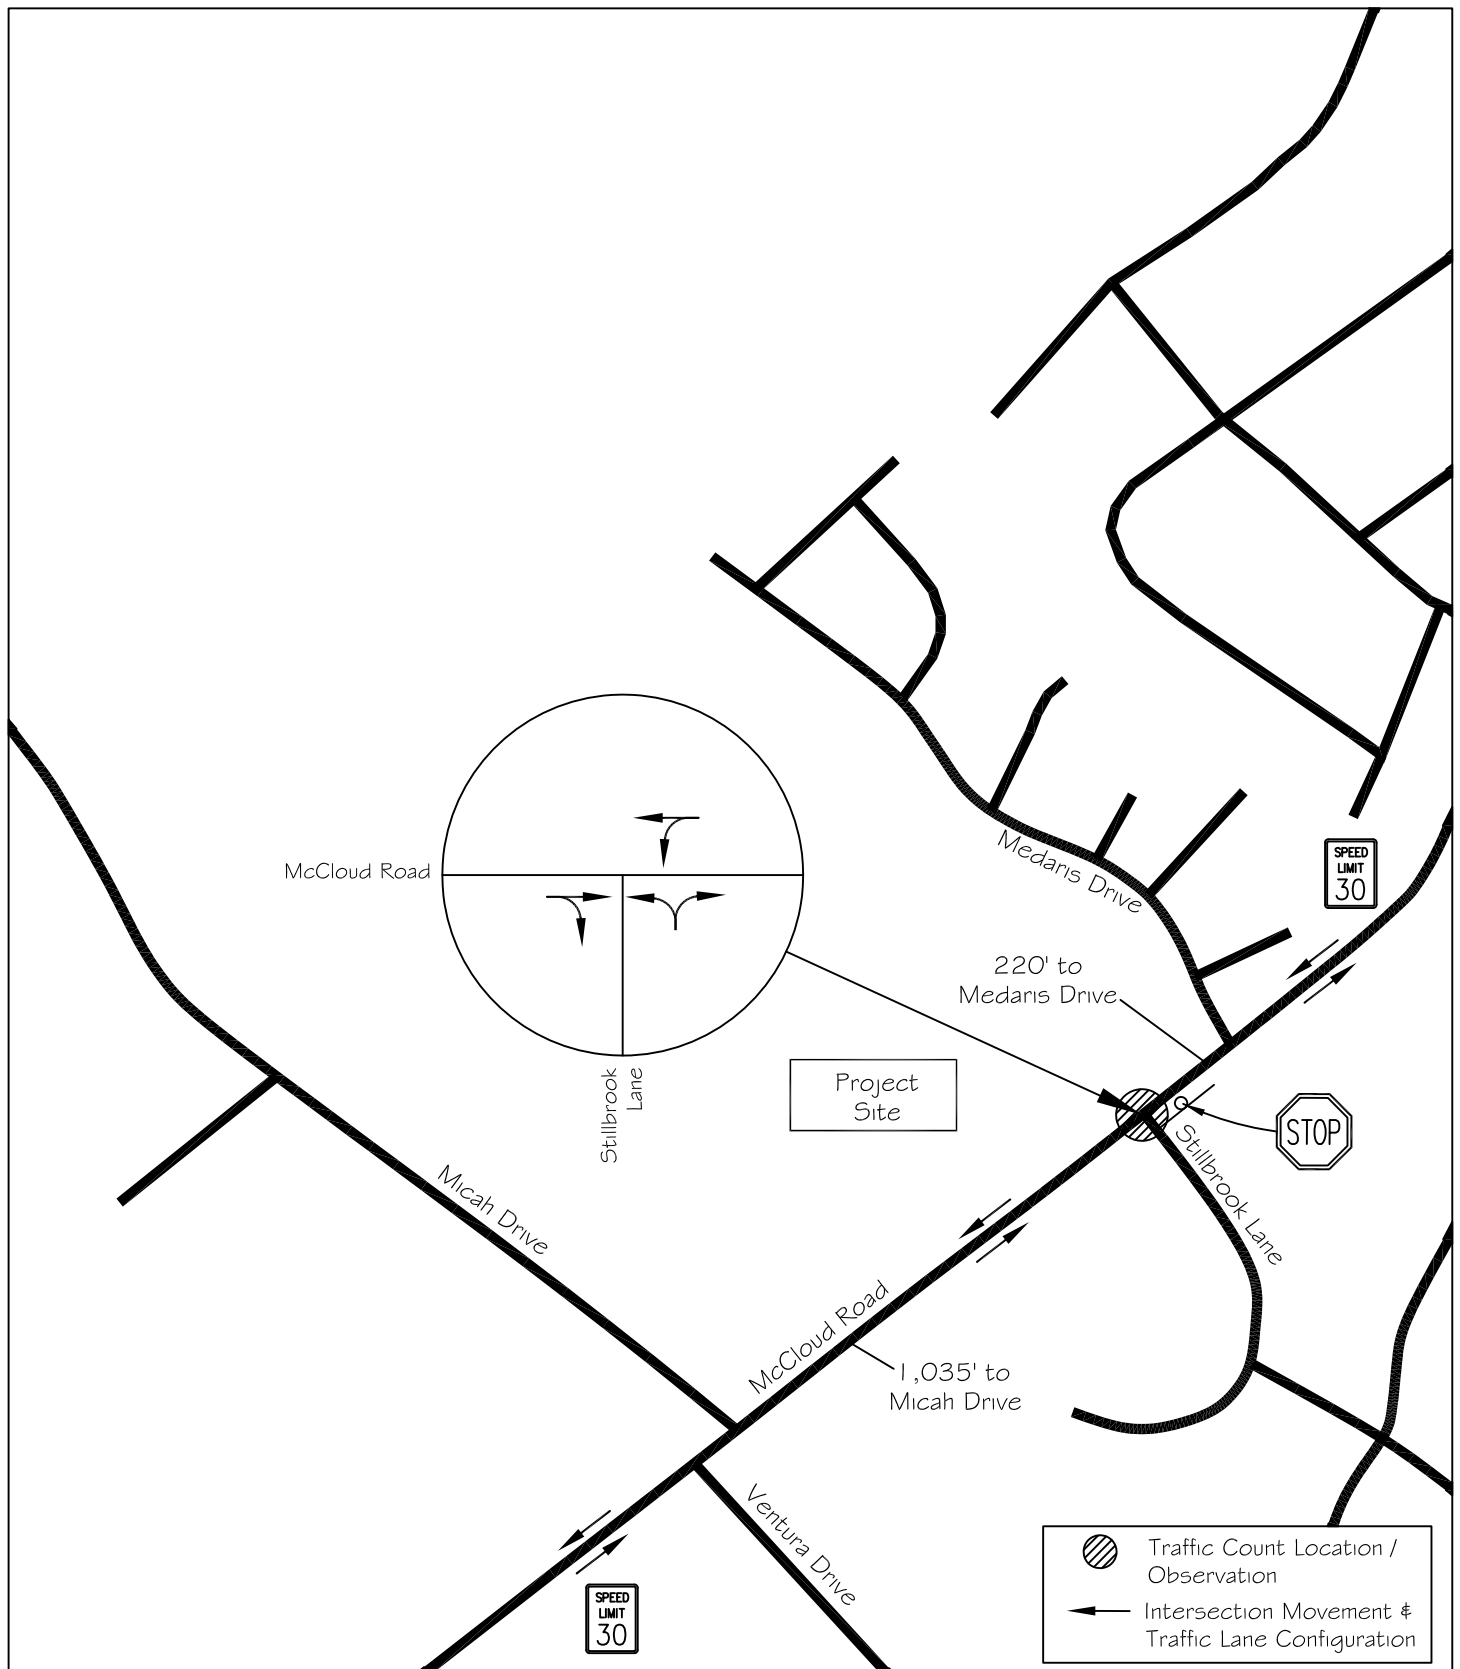 Medaris Drive
SPEED
LIMIT
30
McCloud Road
220' to
Medaris Drive
Project
Site
Stillbrook
Lane
STOP
Stillbrook Lane
Micah Drive
McCloud Road
1,035' to
Micah Drive
Ventura Drive
SPEED
LIMIT
30
Traffic Count Location /
Observation
Intersection Movement &
Traffic Lane Configuration